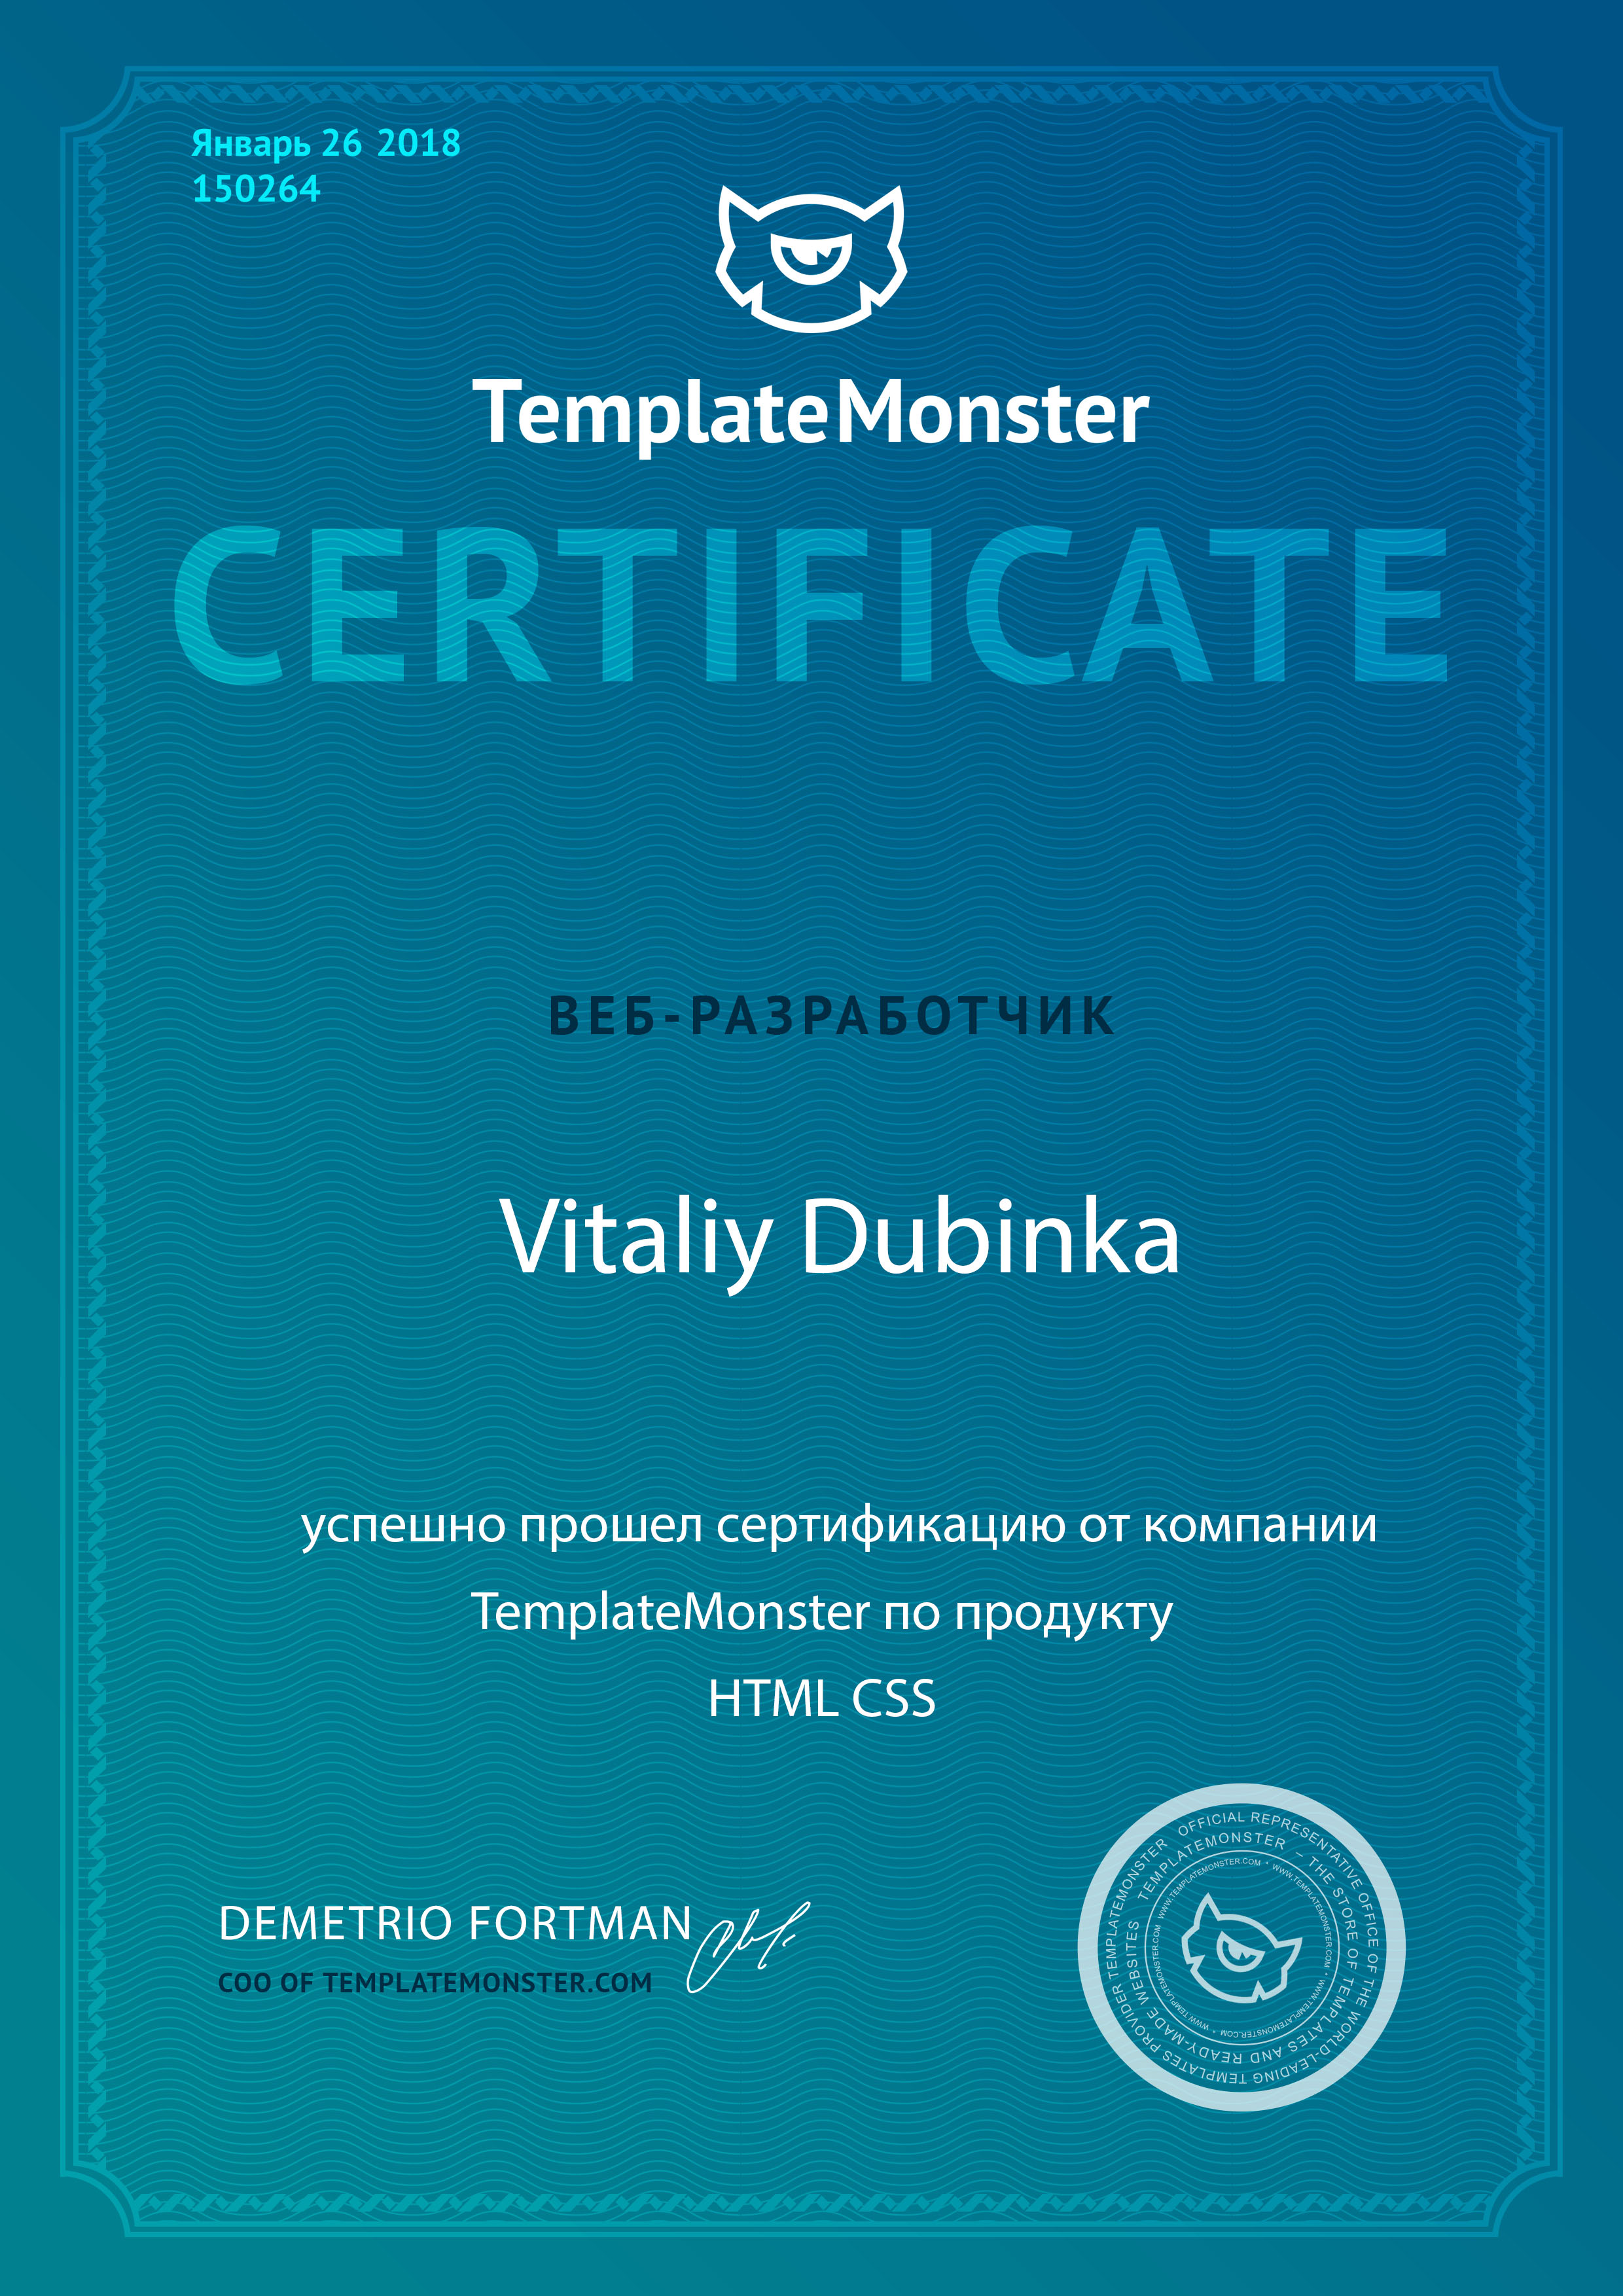 Январь 26 2018
150264
TemplateMonster
CERTIFICATE
ВЕБ-РАЗРАБОТЧИК
Vitaliy Dubinka
успешно прошел сертификацию от компании
TemplateMonster по продукту
HTML CSS
DEMETRIO FORTMAN
COO OF TEMPLATEMONSTER.COM
OFFICIAL REPRESENTATIVE OFFICE OF THE WORLD-LEADING TEMPLATES PROVIDER TEMPLATEMONSTER
TEMPLATEMONSTER – THE STORE OF TEMPLATES AND READY-MADE WEBSITES
WWW.TEMPLATEMONSTER.COM * WWW.TEMPLATEMONSTER.COM * WWW.TEMPLATEMONSTER.COM * WWW.TEMPLATEMONSTER.COM